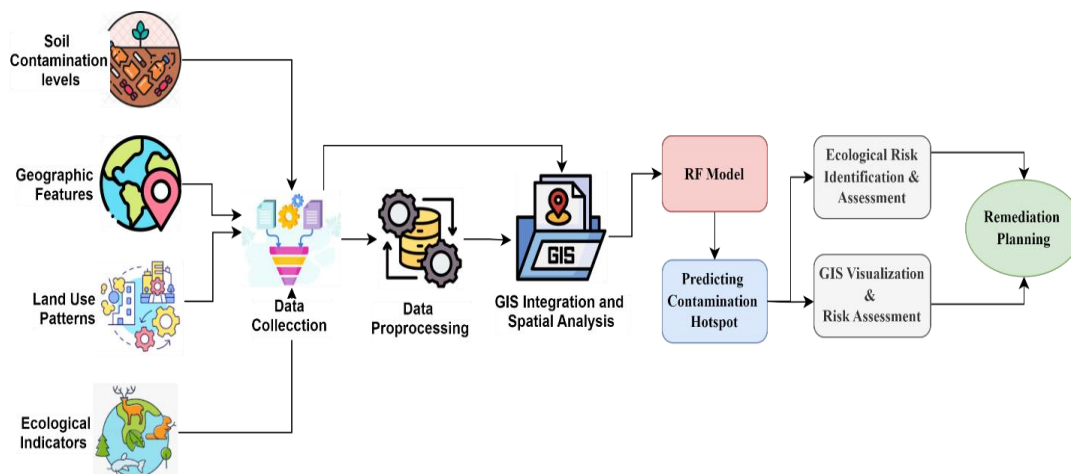 Soil
Contamination
levels
Geographic
Features
Land Use
Patterns
Ecological
Indicators
Data
Collecction
Data
Proprocessing
GIS
GIS Integration and
Spatial Analysis
RF Model
Predicting
Contamination
Hotspot
Ecological Risk
Identification &
Assessment
GIS Visualization
&
Risk Assessment
Remediation
Planning